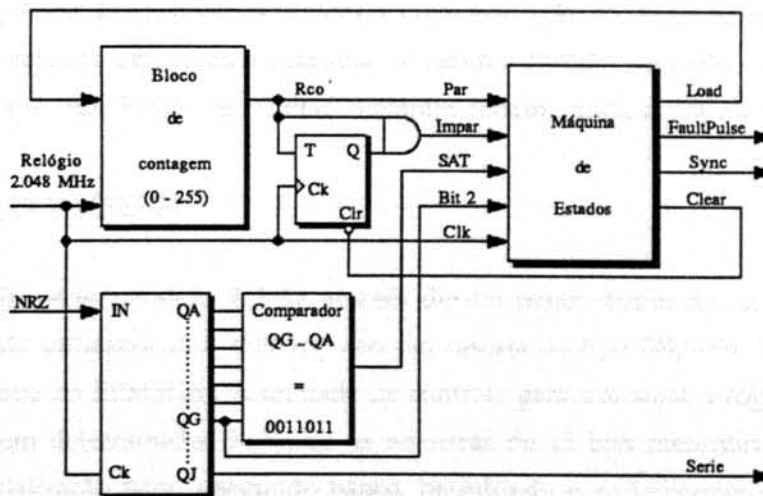 Bloco
de
contagem
(0 - 255)
Relógio
2.048 MHz
Rco
Par
Impar
T
Q
Ck
Clr
SAT
Bit 2
Clk
Máquina
de
Estados
Load
FaultPulse
Sync
Clear
NRZ
IN
QA
QG
QJ
Ck
Comparador
QG - QA
=
0011011
Serie